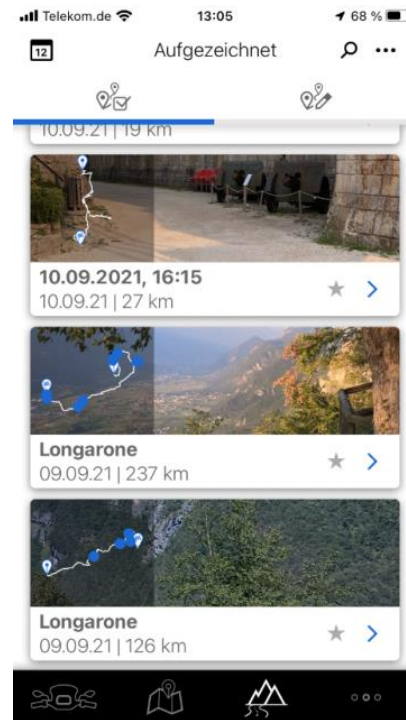 Telekom.de 13:05 68 %
12 Aufgezeichnet
10.09.21 | 19 km
10.09.2021, 16:15
10.09.21 | 27 km
Longarone
09.09.21 | 237 km
Longarone
09.09.21 | 126 km